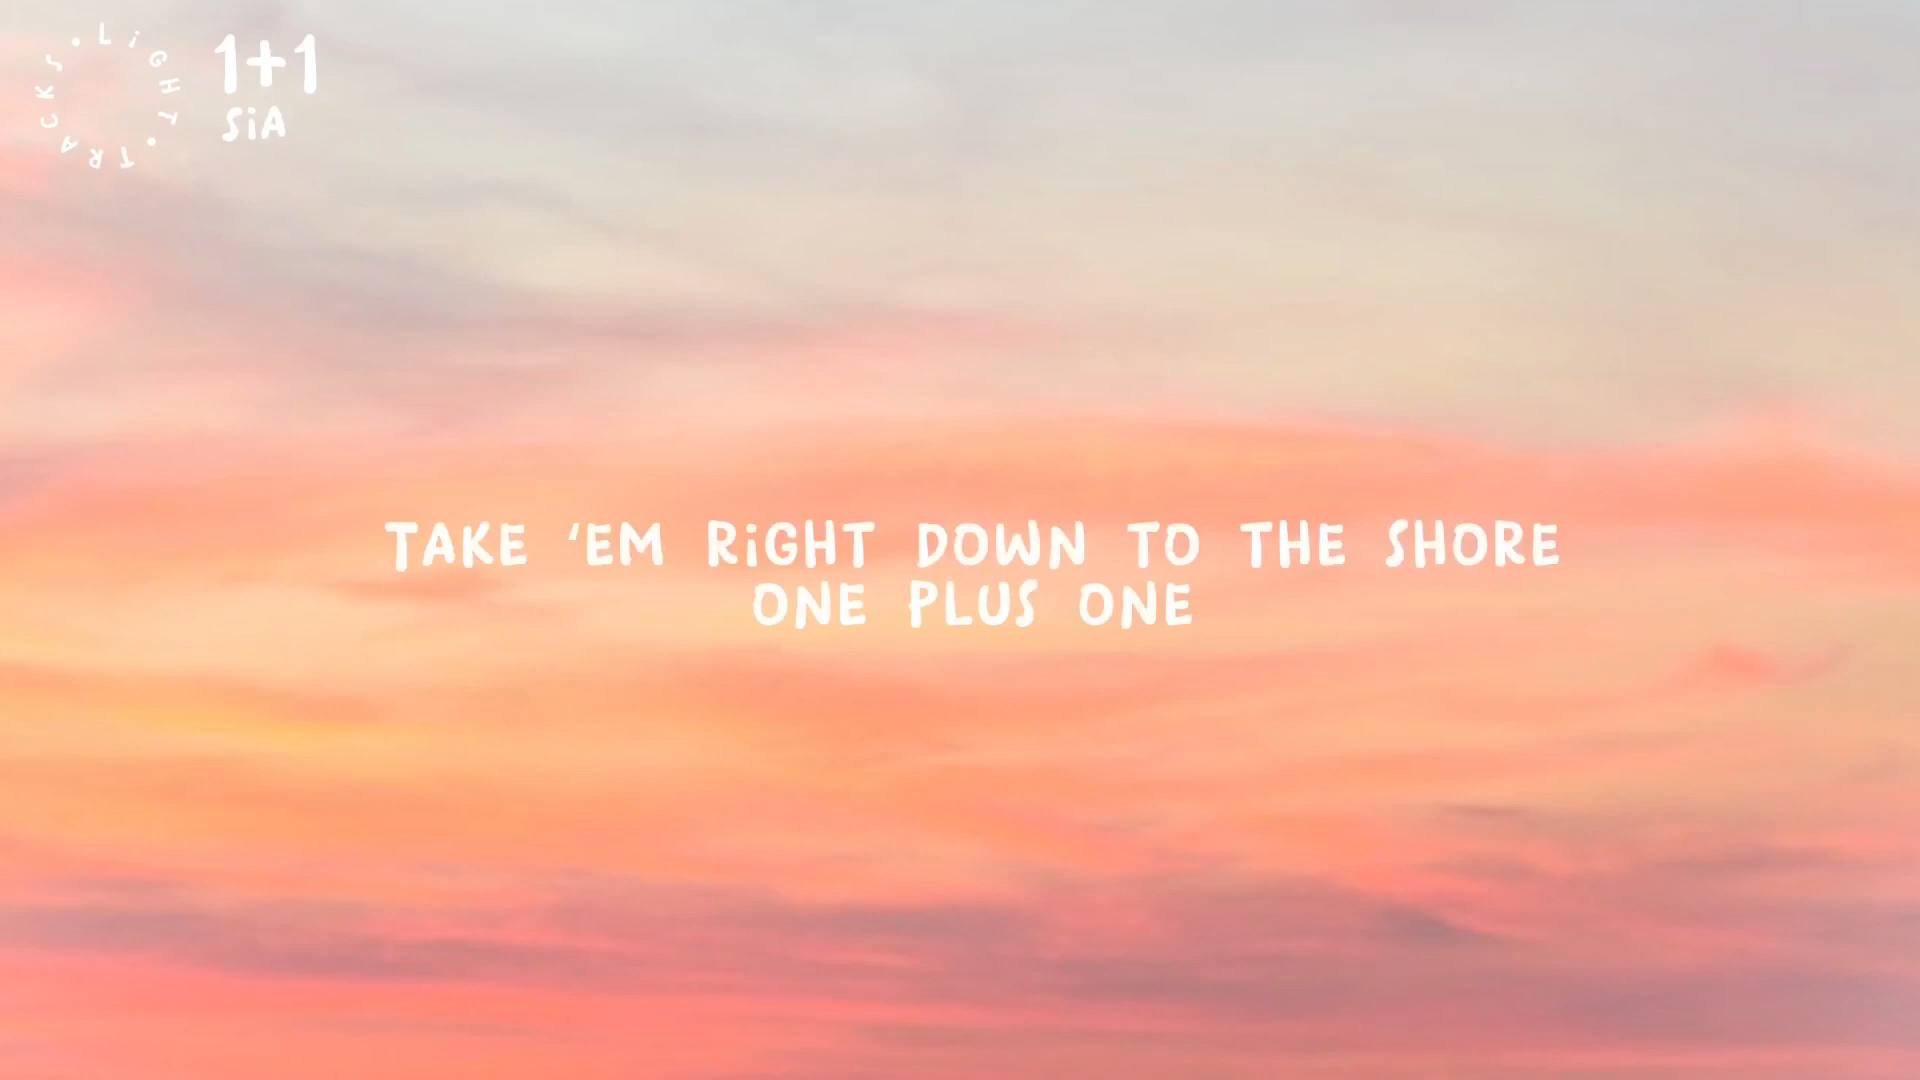 LiGHT • TRACKS •
1+1
SiA
TAKE ‘EM RiGHT DOWN TO THE SHORE
ONE PLUS ONE